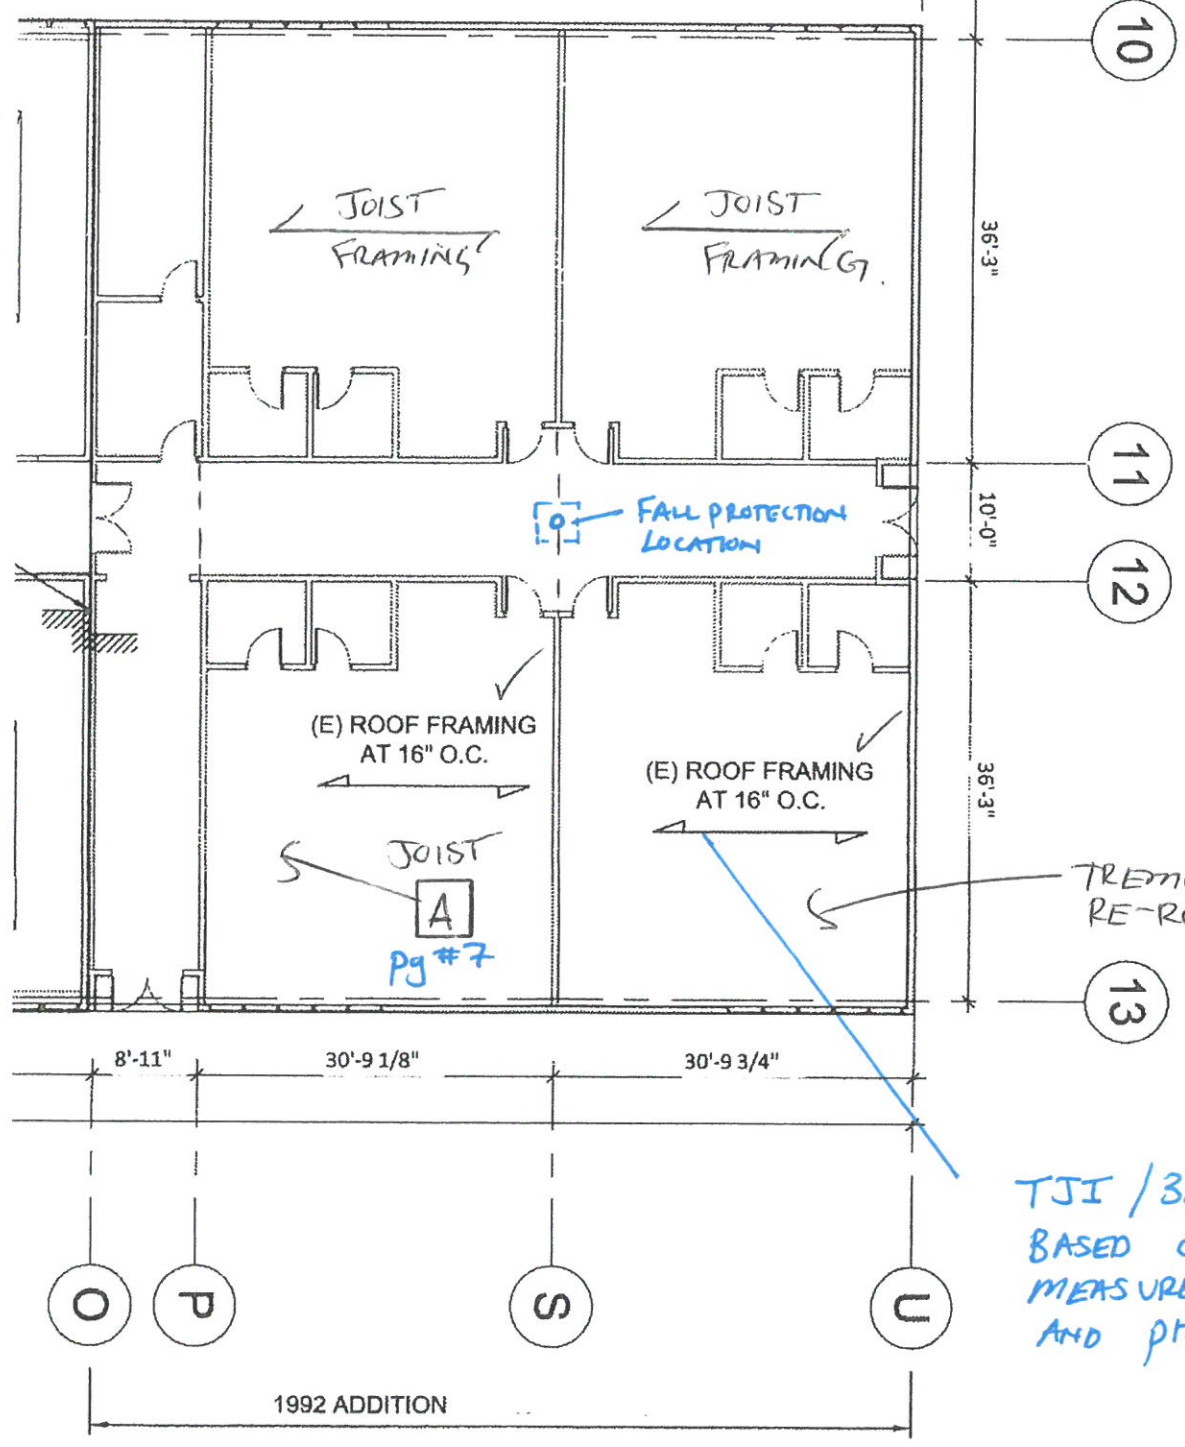 10
JOIST
FRAMING
JOIST
FRAMING
36'-3"
11
FALL PROTECTION
LOCATION
10'-0"
12
(E) ROOF FRAMING
AT 16" O.C.
(E) ROOF FRAMING
AT 16" O.C.
36'-3"
JOIST
A
pg #7
13
8'-11"
30'-9 1/8"
30'-9 3/4"
TJI
BASED
AND
O
P
S
U
1992 ADDITION